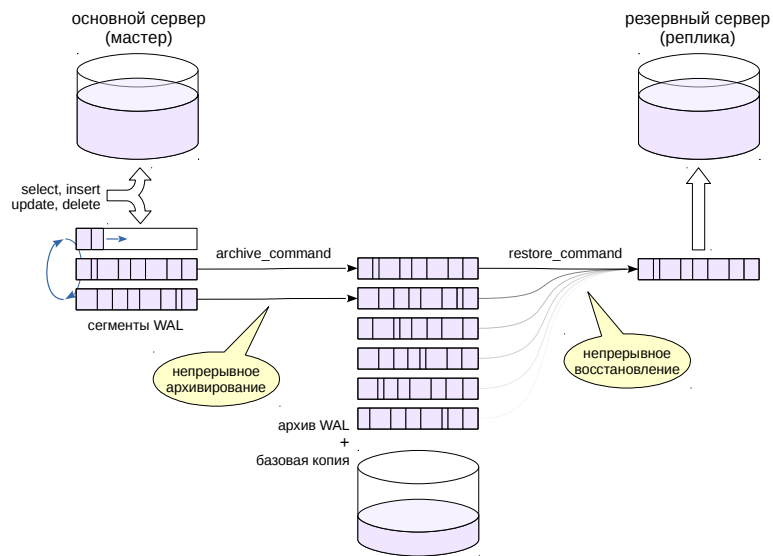 основной сервер
(мастер)
резервный сервер
(реплика)
select, insert
update, delete
archive_command
restore_command
сегменты WAL
непрерывное
архивирование
непрерывное
восстановление
архив WAL
+
базовая копия